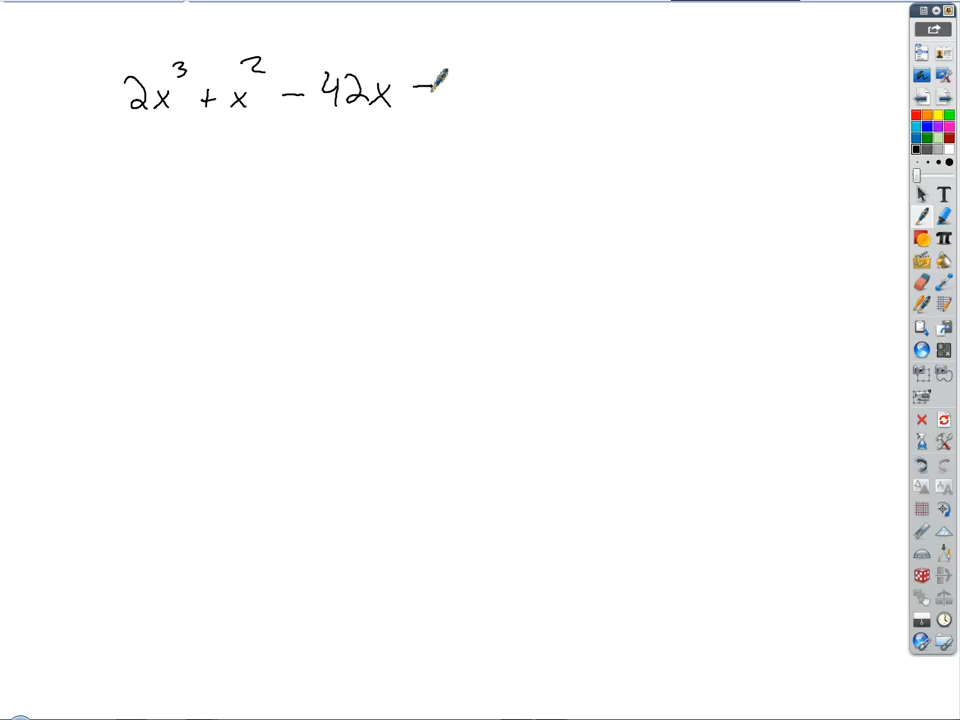 2x³ + x² - 42x -